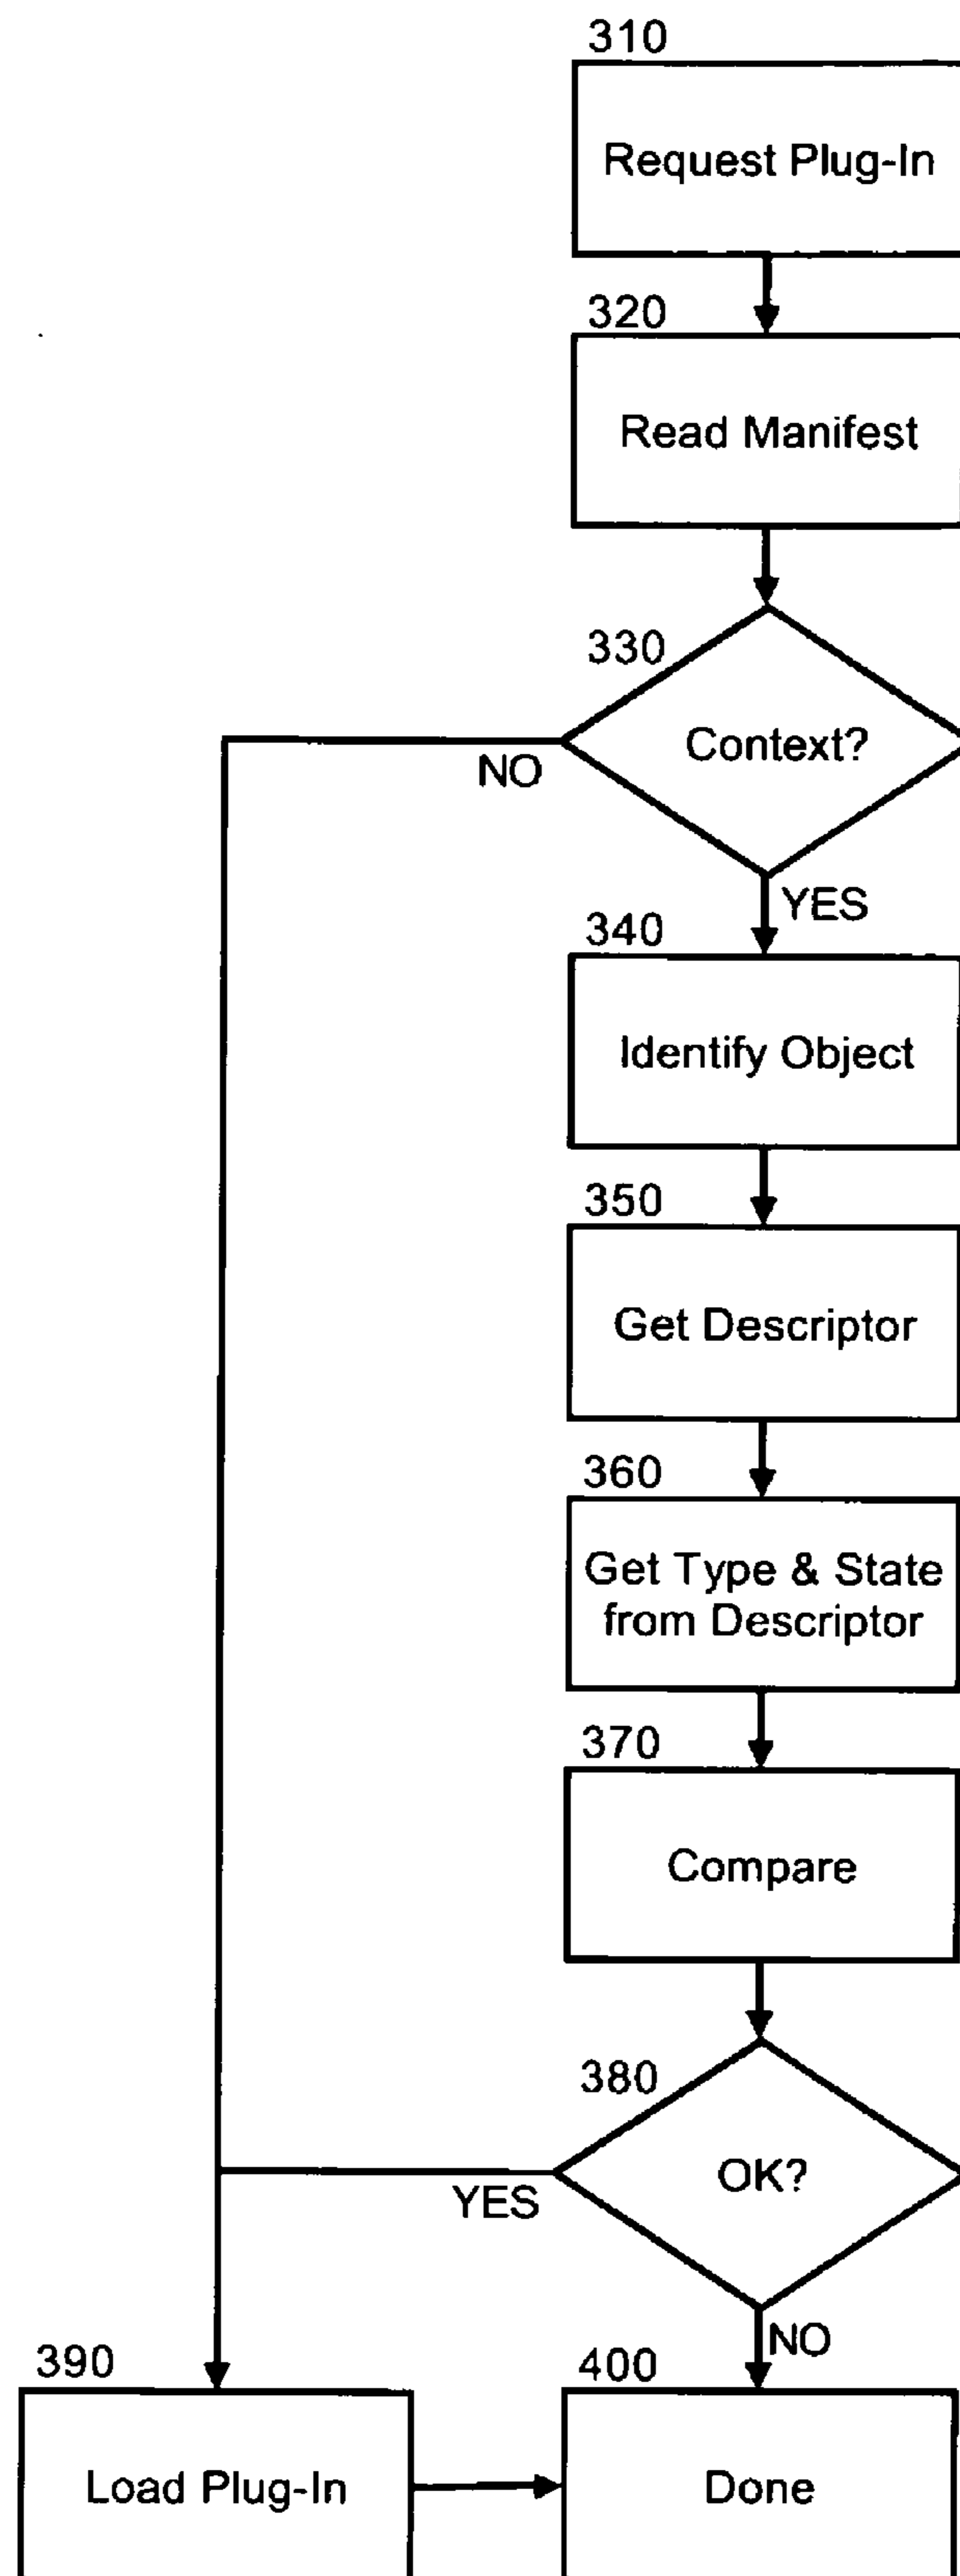 310
Request Plug-In
320
Read Manifest
330
Context?
NO
YES
340
Identify Object
350
Get Descriptor
360
Get Type & State
from Descriptor
370
Compare
380
OK?
YES
NO
390
Load Plug-In
400
Done